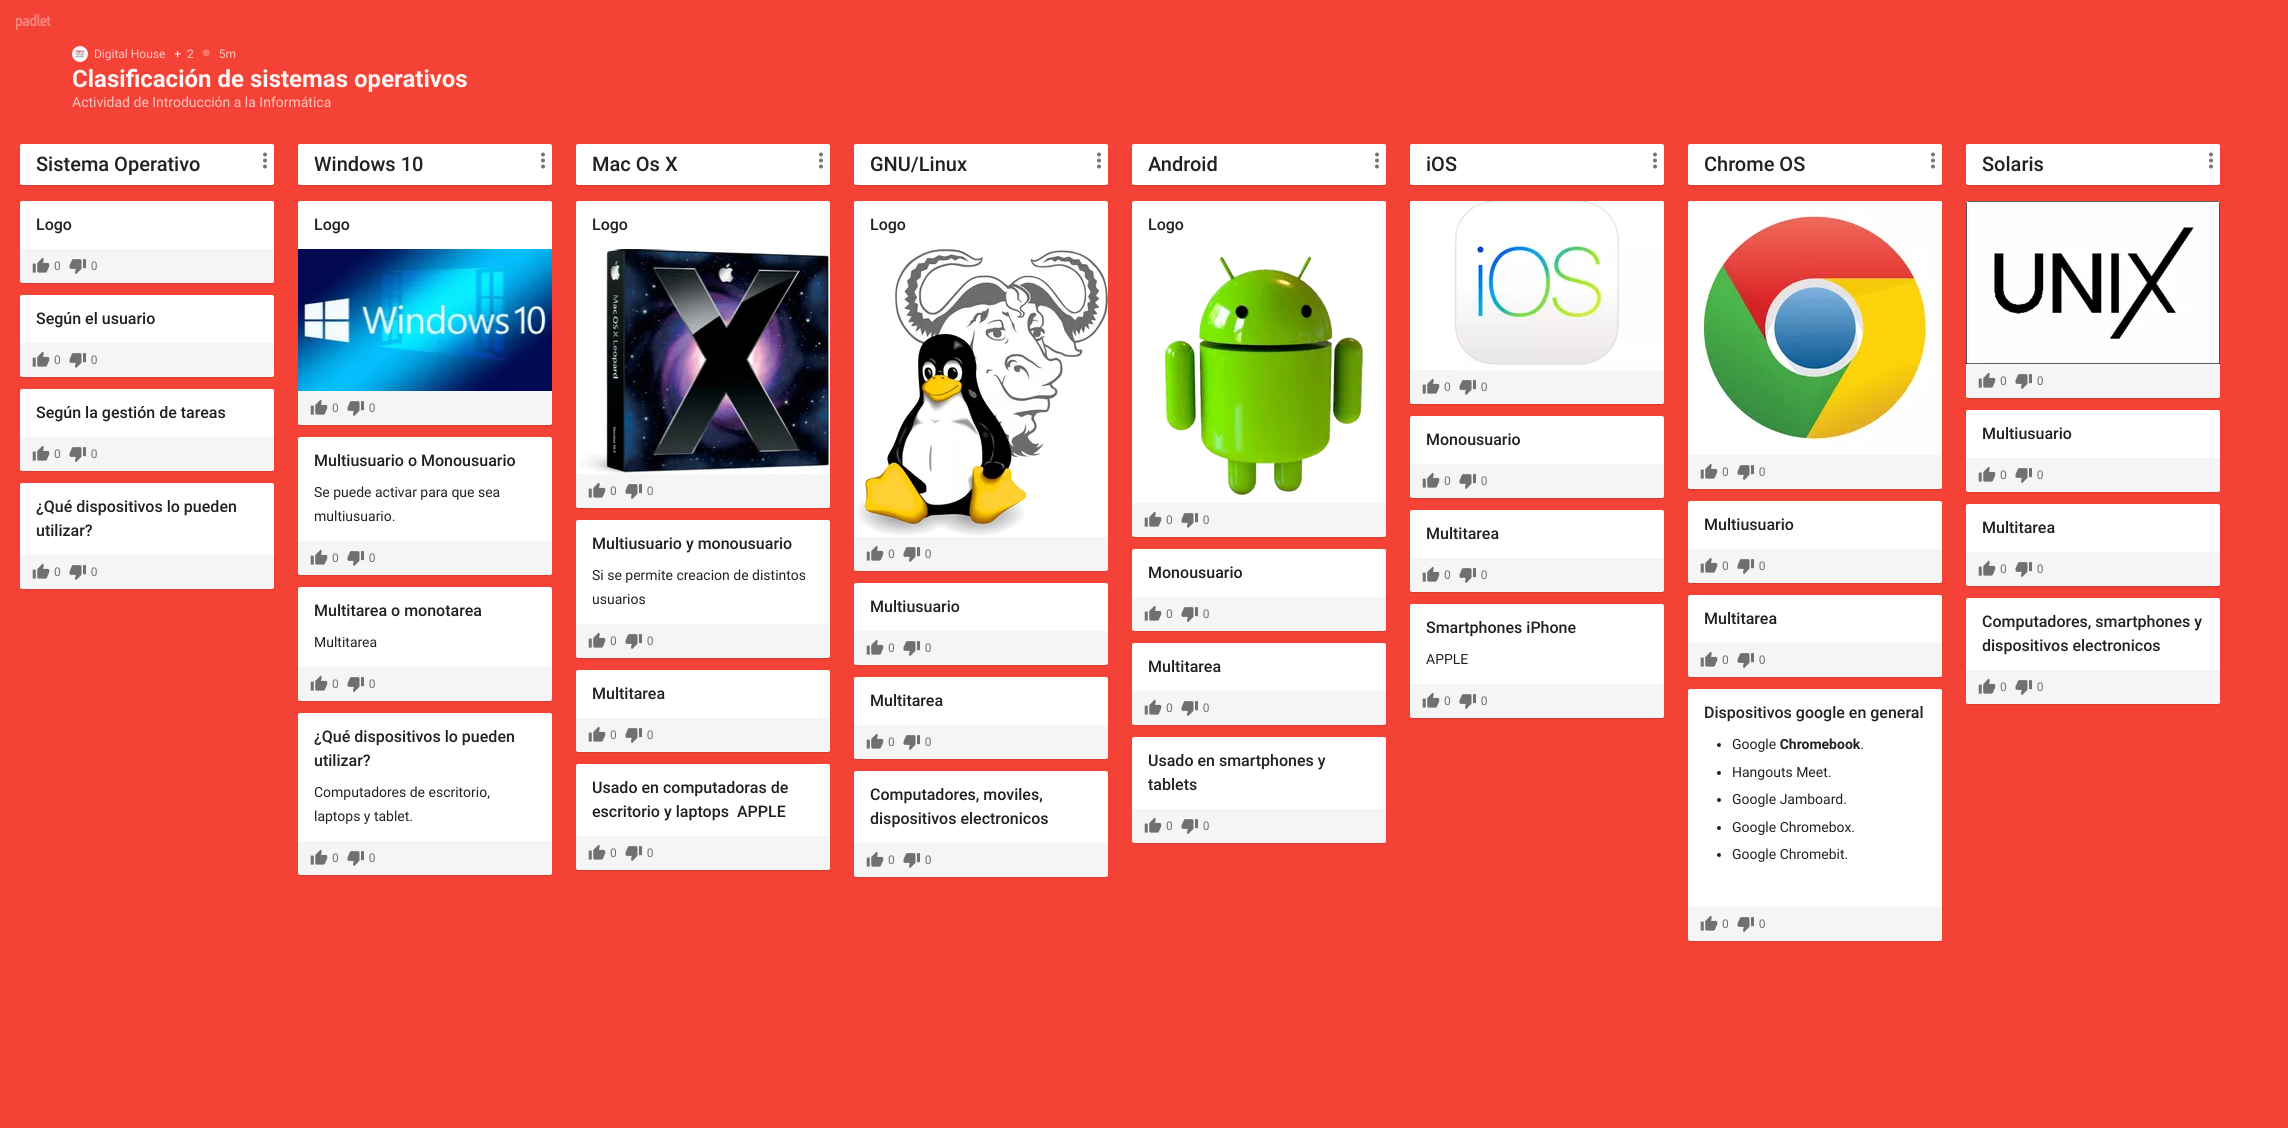 padlet
Digital House + 2 5m
Clasificación de sistemas operativos
Actividad de Introducción a la Informática
Sistema Operativo
Logo
0 0
Según el usuario
0 0
Según la gestión de tareas
0 0
¿Qué dispositivos lo pueden
utilizar?
0 0
Windows 10
Logo
Windows 10
0 0
Multiusuario o Monousuario
Se puede activar para que sea
multiusuario.
0 0
Multitarea o monotarea
Multitarea
0 0
¿Qué dispositivos lo pueden
utilizar?
Computadores de escritorio,
laptops y tablet.
0 0
Mac Os X
Logo
Mac OS X Leopard
X
0 0
Multiusuario y monousuario
Si se permite creacion de distintos
usuarios
0 0
Multitarea
0 0
Usado en computadoras de
escritorio y laptops APPLE
0 0
GNU/Linux
Logo
0 0
Multiusuario
0 0
Multitarea
0 0
Computadores, moviles,
dispositivos electronicos
0 0
Android
Logo
0 0
Monousuario
0 0
Multitarea
0 0
Usado en smartphones y
tablets
0 0
iOS
iOS
0 0
Monousuario
0 0
Multitarea
0 0
Smartphones iPhone
APPLE
0 0
Chrome OS
0 0
Multiusuario
0 0
Multitarea
0 0
Dispositivos google en general
• Google Chromebook.
• Hangouts Meet.
• Google Jamboard.
• Google Chromebox.
• Google Chromebit.
0 0
Solaris
UNIX
0 0
Multiusuario
0 0
Multitarea
0 0
Computadores, smartphones y
dispositivos electronicos
0 0